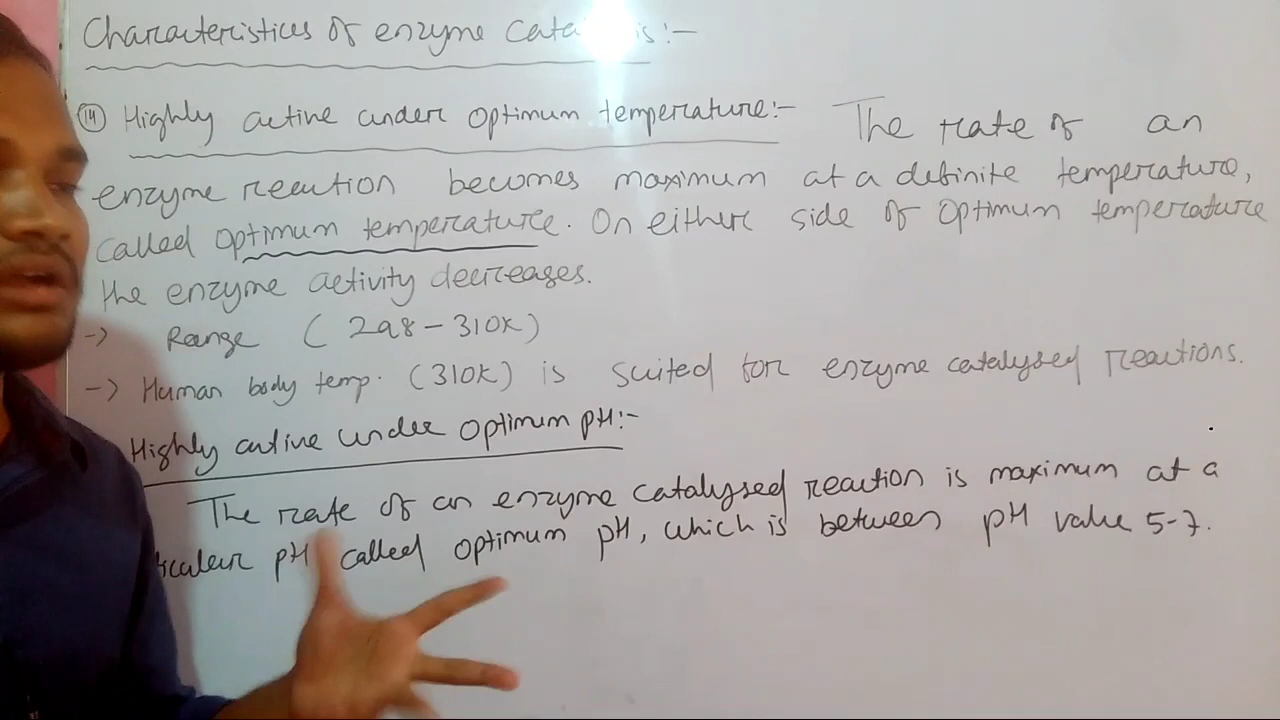 Characteristics of enzyme cata is:-
(14) Highly active under optimum temperature:- The rate of an
enzyme reaction becomes maximum at a definite temperature,
called optimum temperature. On either side of optimum temperature
the enzyme activity decreases.
-> Range (298-310K)
-> Human body temp. (310K) is suited for enzyme catalysed reactions.
Highly active under optimum pH:-
The rate of an enzyme catalysed reaction is maximum at a
icular pH called optimum pH, which is between pH value 5-7.